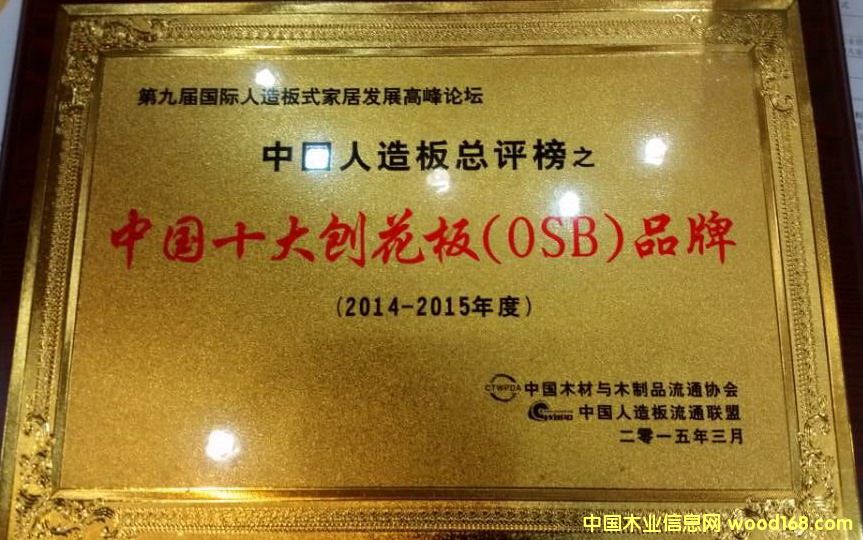 第九届国际人造板式家居发展高峰论坛
中国人造板总评榜之
中国十大刨花板(OSB)品牌
(2014-2015年度)
CTWPDA 中国木材与木制品流通协会
中国人造板流通联盟
二零一五年三月
中国木业信息网 wood168.com